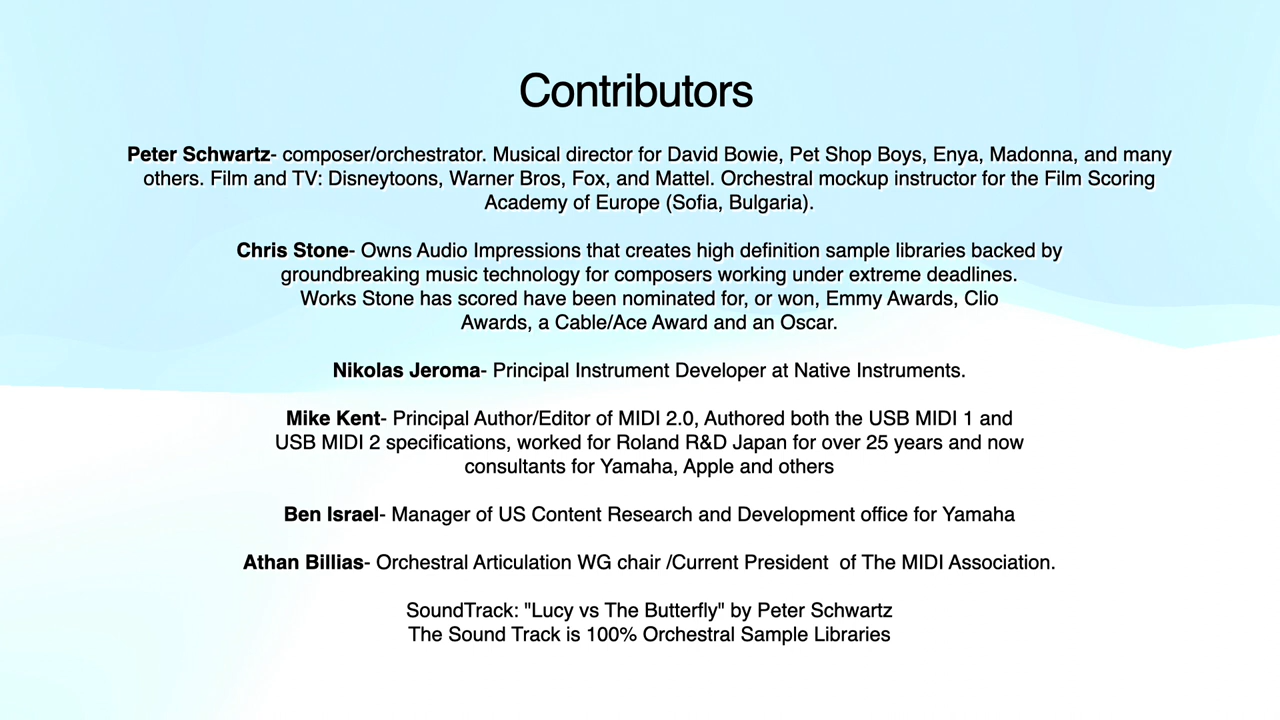 Contributors
Peter Schwartz- composer/orchestrator. Musical director for David Bowie, Pet Shop Boys, Enya, Madonna, and many
others. Film and TV: Disneytoons, Warner Bros, Fox, and Mattel. Orchestral mockup instructor for the Film Scoring
Academy of Europe (Sofia, Bulgaria).
Chris Stone- Owns Audio Impressions that creates high definition sample libraries backed by
groundbreaking music technology for composers working under extreme deadlines.
Works Stone has scored have been nominated for, or won, Emmy Awards, Clio
Awards, a Cable/Ace Award and an Oscar.
Nikolas Jeroma- Principal Instrument Developer at Native Instruments.
Mike Kent- Principal Author/Editor of MIDI 2.0, Authored both the USB MIDI 1 and
USB MIDI 2 specifications, worked for Roland R&D Japan for over 25 years and now
consultants for Yamaha, Apple and others
Ben Israel- Manager of US Content Research and Development office for Yamaha
Athan Billias- Orchestral Articulation WG chair /Current President  of The MIDI Association.
SoundTrack: "Lucy vs The Butterfly" by Peter Schwartz
The Sound Track is 100% Orchestral Sample Libraries